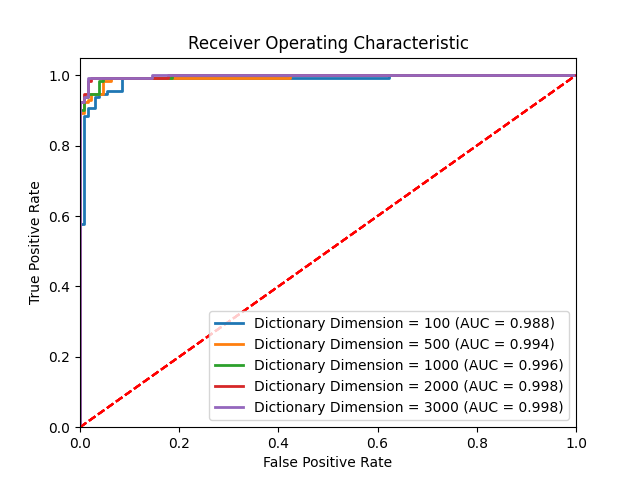 Receiver Operating Characteristic
True Positive Rate
1.0
0.8
0.6
0.4
0.2
0.0
Dictionary Dimension = 100 (AUC = 0.988)
Dictionary Dimension = 500 (AUC = 0.994)
Dictionary Dimension = 1000 (AUC = 0.996)
Dictionary Dimension = 2000 (AUC = 0.998)
Dictionary Dimension = 3000 (AUC = 0.998)
0.0 0.2 0.4 0.6 0.8 1.0
False Positive Rate